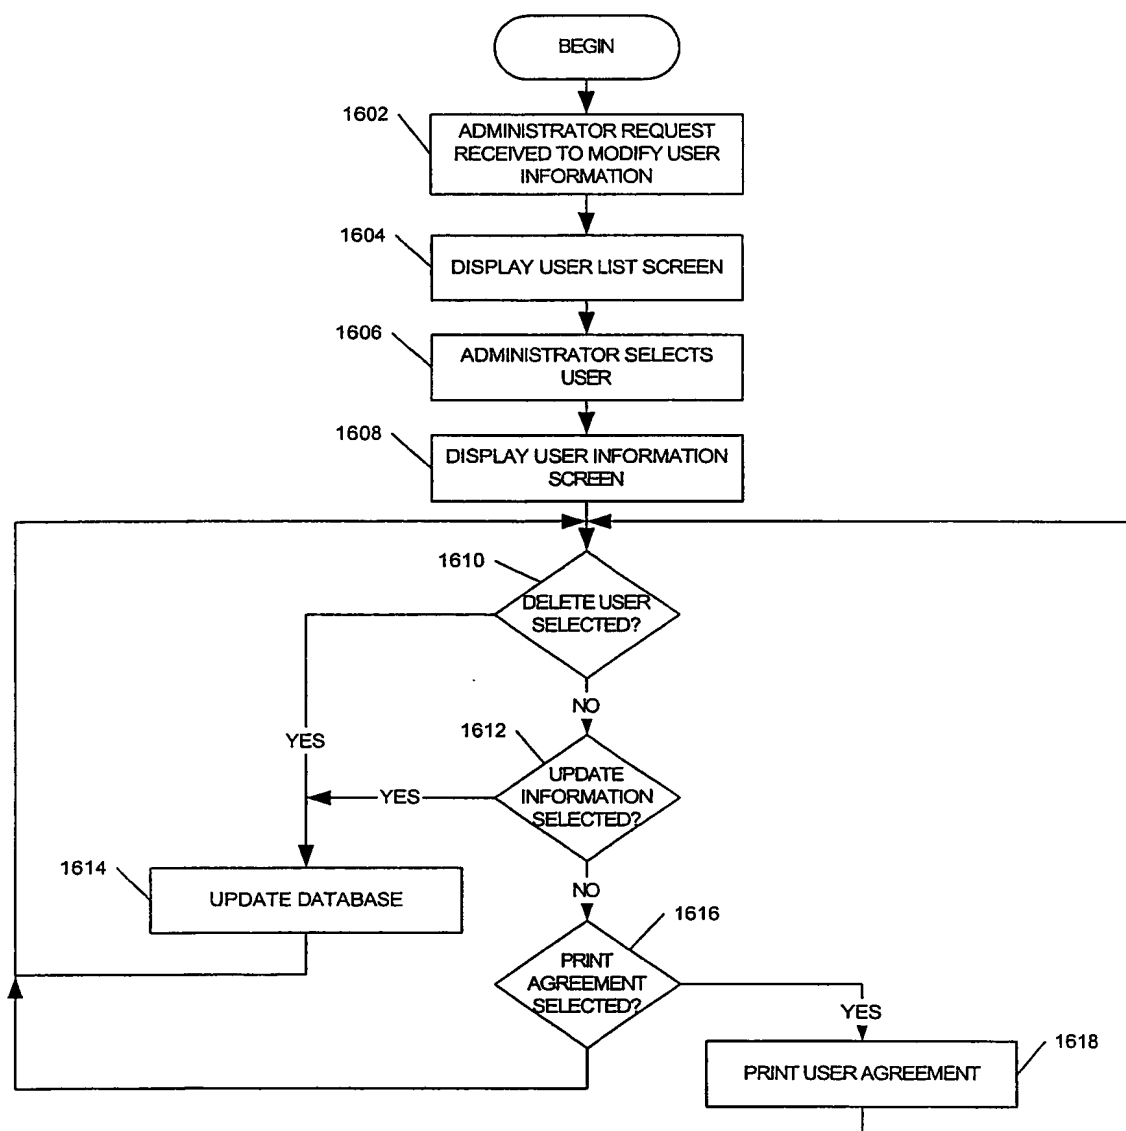 BEGIN
1602
ADMINISTRATOR REQUEST
RECEIVED TO MODIFY USER
INFORMATION
1604
DISPLAY USER LIST SCREEN
1606
ADMINISTRATOR SELECTS
USER
1608
DISPLAY USER INFORMATION
SCREEN
1610
DELETE USER
SELECTED?
NO
YES
1612
UPDATE
INFORMATION
SELECTED?
YES
1614
UPDATE DATABASE
NO
1616
PRINT
AGREEMENT
SELECTED?
YES
1618
PRINT USER AGREEMENT